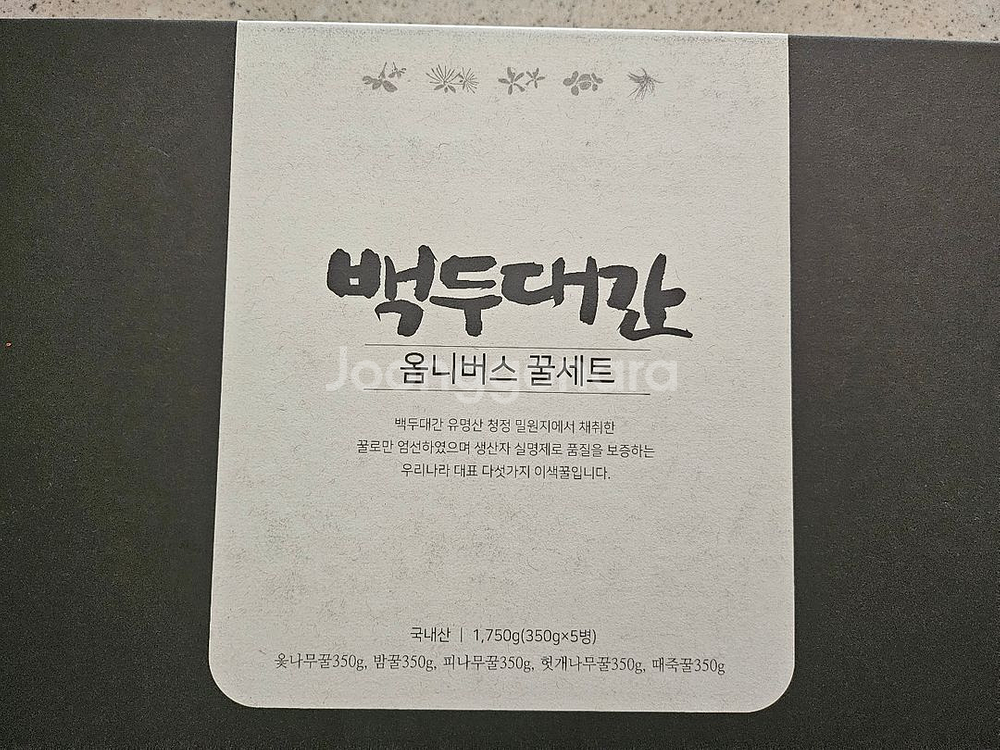 백두대간
옴니버스 꿀세트
Joonggonara
백두대간 유명산 청정 밀원지에서 채취한
꿀로만 엄선하였으며 생산자 실명제로 품질을 보증하는
우리나라 대표 다섯가지 이색꿀입니다.
국내산 | 1,750g(350g×5병)
옻나무꿀350g, 밤꿀350g, 피나무꿀350g, 헛개나무꿀350g, 때죽꿀350g